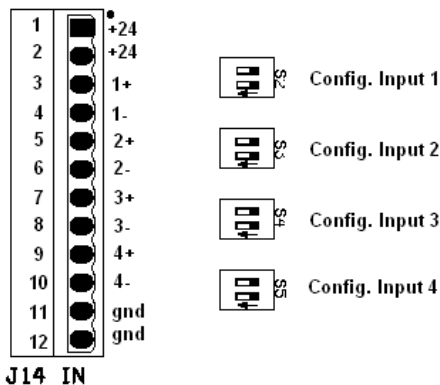 1 +24
2 +24
3 1+
4 1-
5 2+
6 2-
7 3+
8 3-
9 4+
10 4-
11 gnd
12 gnd
J14 IN
S2 Config. Input 1
S3 Config. Input 2
S4 Config. Input 3
S5 Config. Input 4